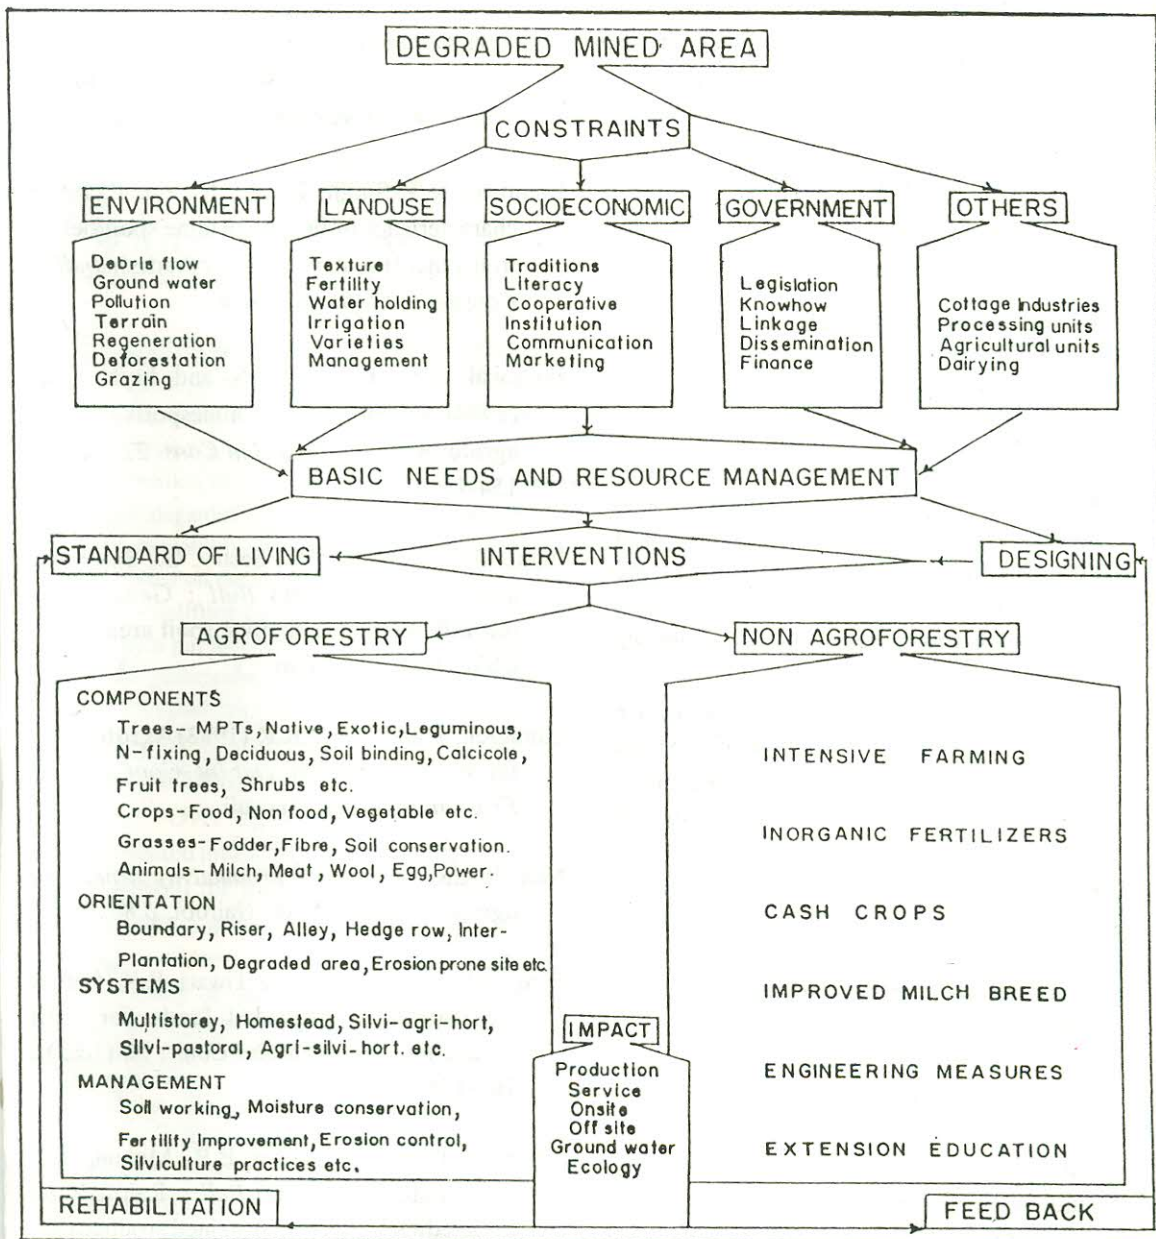 DEGRADED MINED AREA
CONSTRAINTS
ENVIRONMENT
LANDUSE
SOCIOECONOMIC
GOVERNMENT
OTHERS
Debris flow
Ground water
Pollution
Terrain
Regeneration
Deforestation
Grazing
Texture
Fertility
Water holding
Irrigation
Varieties
Management
Traditions
Literacy
Cooperative
Institution
Communication
Marketing
Legislation
Knowhow
Linkage
Dissemination
Finance
Cottage Industries
Processing units
Agricultural units
Dairying
BASIC NEEDS AND RESOURCE MANAGEMENT
STANDARD OF LIVING
INTERVENTIONS
DESIGNING
AGROFORESTRY
NON AGROFORESTRY
COMPONENTS
Trees- MPTs, Native, Exotic, Leguminous,
N-fixing, Deciduous, Soil binding, Calcicole,
Fruit trees, Shrubs etc.
Crops-Food, Non food, Vegetable etc.
Grasses-Fodder, Fibre, Soil conservation.
Animals-Milch, Meat, Wool, Egg, Power.
ORIENTATION
Boundary, Riser, Alley, Hedge row, Inter-
Plantation, Degraded area, Erosion prone site etc.
SYSTEMS
Multistorey, Homestead, Silvi-agri-hort,
Silvi-pastoral, Agri-silvi-hort. etc.
MANAGEMENT
Soil working, Moisture conservation,
Fertility Improvement, Erosion control,
Silviculture practices etc.
IMPACT
Production
Service
Onsite
Off site
Ground water
Ecology
INTENSIVE FARMING
INORGANIC FERTILIZERS
CASH CROPS
IMPROVED MILCH BREED
ENGINEERING MEASURES
EXTENSION EDUCATION
REHABILITATION
FEED BACK